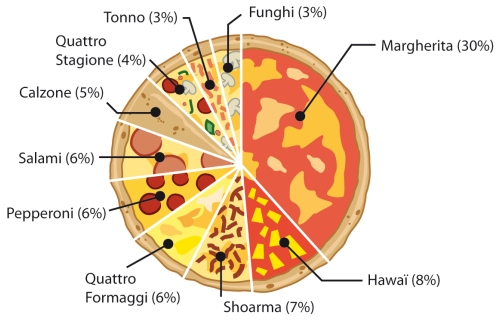 Tonno (3%)
Funghi (3%)
Quattro
Stagione (4%)
Margherita (30%)
Calzone (5%)
Salami (6%)
Pepperoni (6%)
Quattro
Formaggi (6%)
Shoarma (7%)
Hawaï (8%)